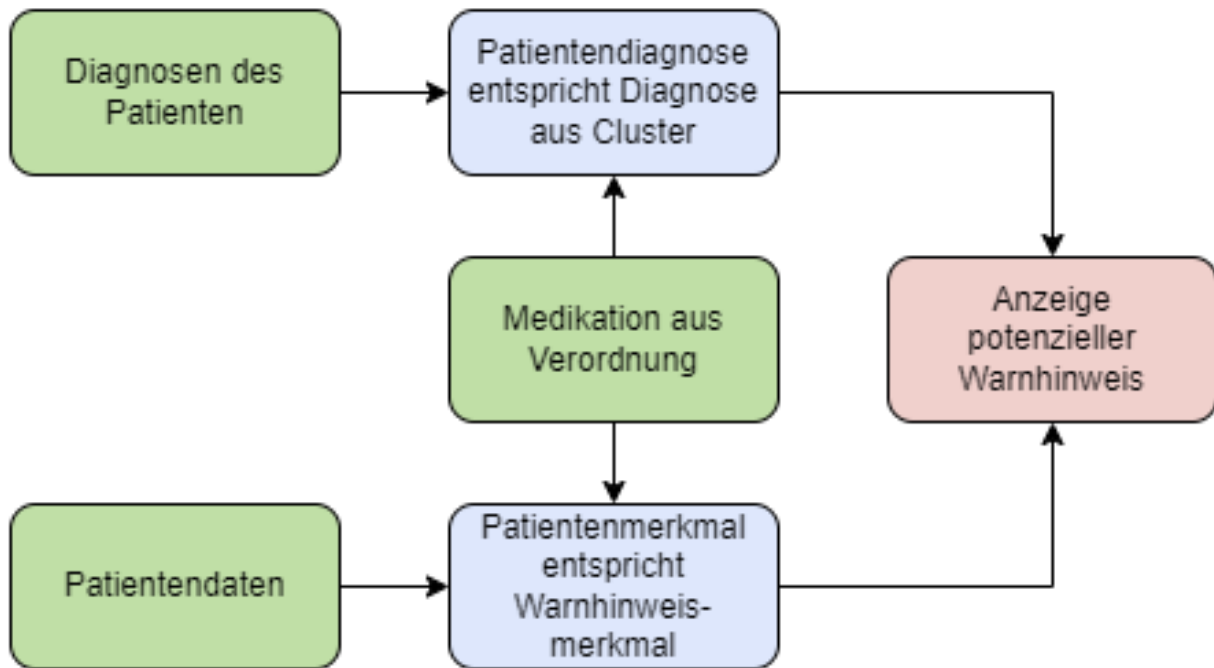 Diagnosen des
Patienten
Patientendiagnose
entspricht Diagnose
aus Cluster
Medikation aus
Verordnung
Anzeige
potenzieller
Warnhinweis
Patientendaten
Patientenmerkmal
entspricht
Warnhinweis-
merkmal